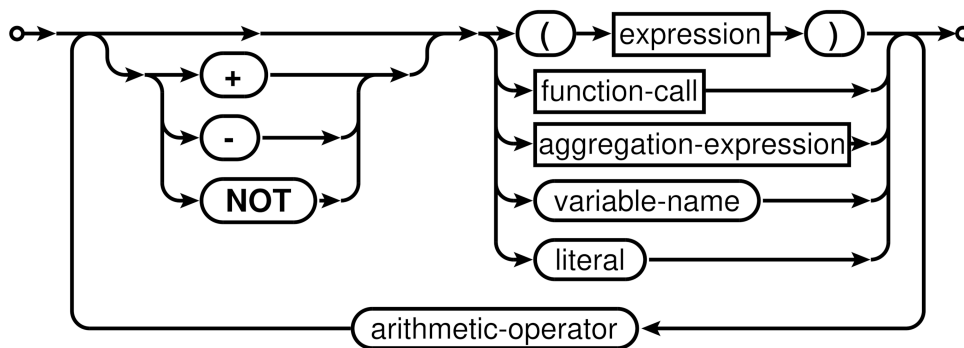 ( expression )
+ function-call
- aggregation-expression
NOT variable-name
literal
arithmetic-operator